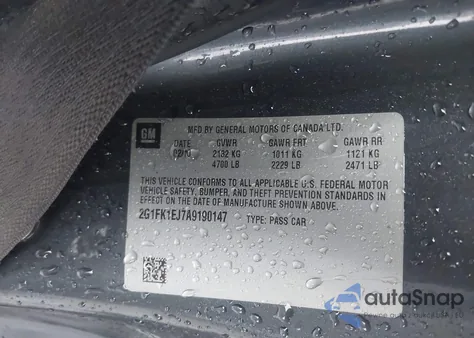 GM
MFD BY GENERAL MOTORS OF CANADA LTD.
DATE GVWR GAWR FRT GAWR RR
02/10 2132 KG 1011 KG 1121 KG
4700 LB 2229 LB 2471 LB
THIS VEHICLE CONFORMS TO ALL APPLICABLE U.S. FEDERAL MOTOR
VEHICLE SAFETY, BUMPER, AND THEFT PREVENTION STANDARDS IN
EFFECT ON THE DATE OF MANUFACTURE SHOWN ABOVE.
2G1FK1EJ7A9190147 TYPE: PASS CAR
autoSnap